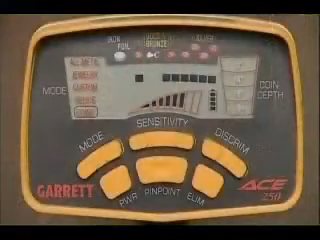 IRON
FOIL
BRONZE
SILVER
ALL METAL
JEWELRY
CUSTOM
RELICS
COINS
MODE
COIN
DEPTH
SENSITIVITY
MODE
DISCRIM
GARRETT
PWR
PINPOINT
ELIM
ACE
250